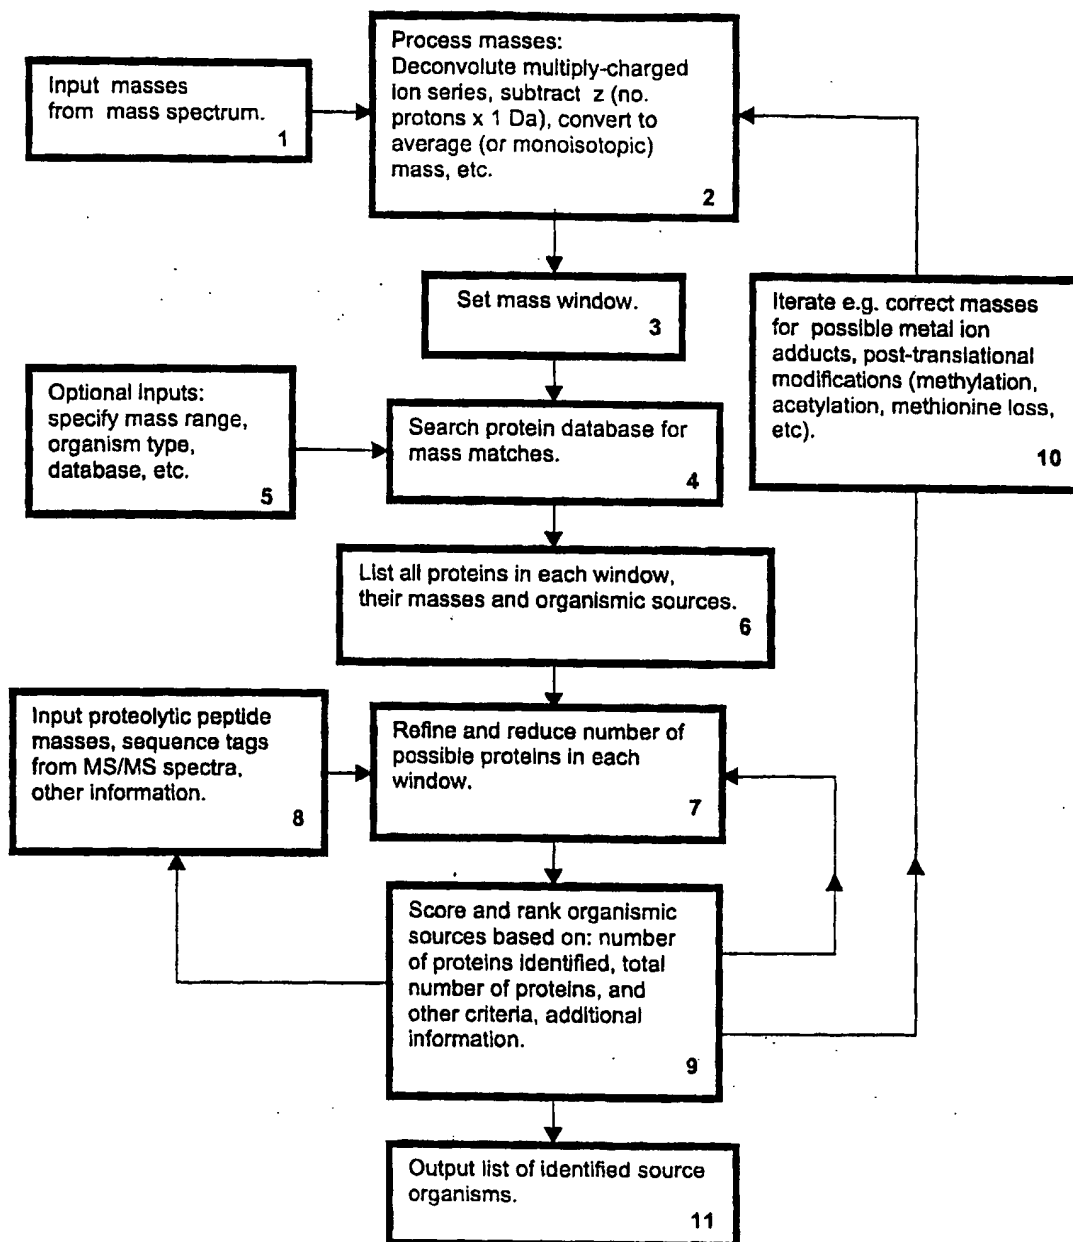 Input masses
from mass spectrum.
1
Process masses:
Deconvolute multiply-charged
ion series, subtract z (no.
protons x 1 Da), convert to
average (or monoisotopic)
mass, etc.
2
Set mass window.
3
Optional inputs:
specify mass range,
organism type,
database, etc.
5
Search protein database for
mass matches.
4
Iterate e.g. correct masses
for possible metal ion
adducts, post-translational
modifications (methylation,
acetylation, methionine loss,
etc).
10
List all proteins in each window,
their masses and organismic sources.
6
Input proteolytic peptide
masses, sequence tags
from MS/MS spectra,
other information.
8
Refine and reduce number of
possible proteins in each
window.
7
Score and rank organismic
sources based on: number
of proteins identified, total
number of proteins, and
other criteria, additional
information.
9
Output list of identified source
organisms.
11